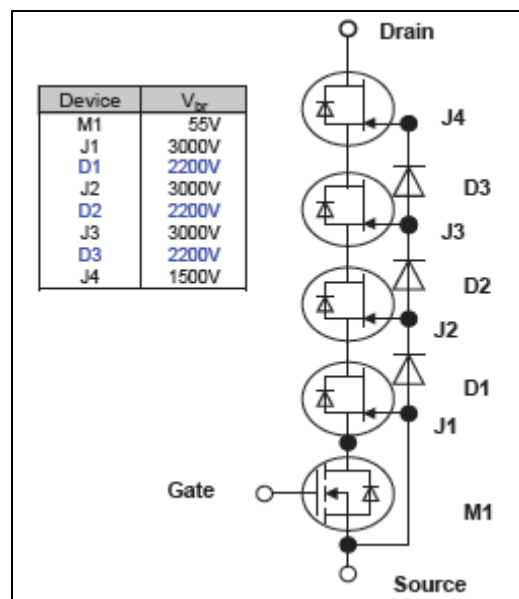 Drain
Device V_br
M1 55V
J1 3000V
D1 2200V
J2 3000V
D2 2200V
J3 3000V
D3 2200V
J4 1500V
J4
D3
J3
D2
J2
D1
J1
Gate
M1
Source